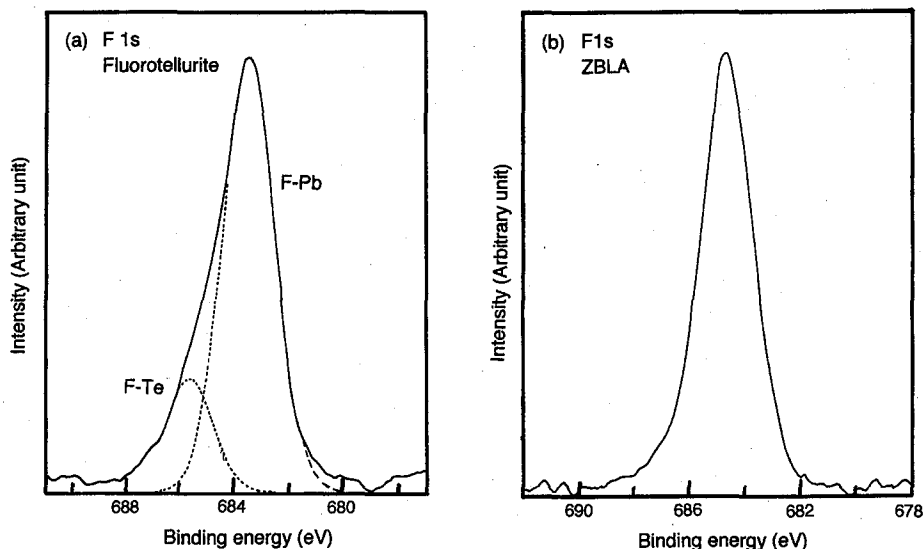 (a) F 1s
Fluorotellurite
F-Pb
F-Te
Intensity (Arbitrary unit)
688 684 680
Binding energy (eV)
(b) F1s
ZBLA
Intensity (Arbitrary unit)
690 686 682 678
Binding energy (eV)